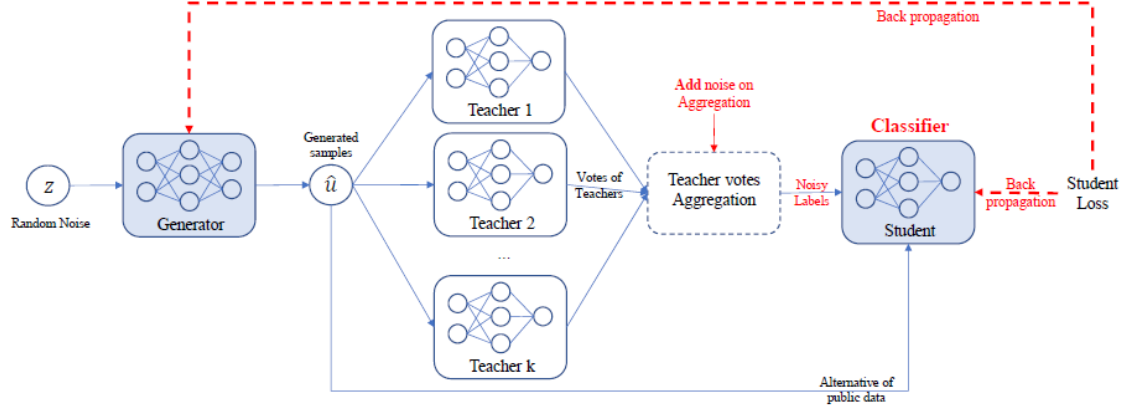 Back propagation
Teacher 1
Add noise on
Aggregation
Classifier
Generated
samples
z
û
Random Noise
Generator
Votes of
Teachers
Teacher 2
...
Teacher votes
Aggregation
Noisy
Labels
Student
Back
propagation
Student
Loss
Teacher k
Alternative of
public data